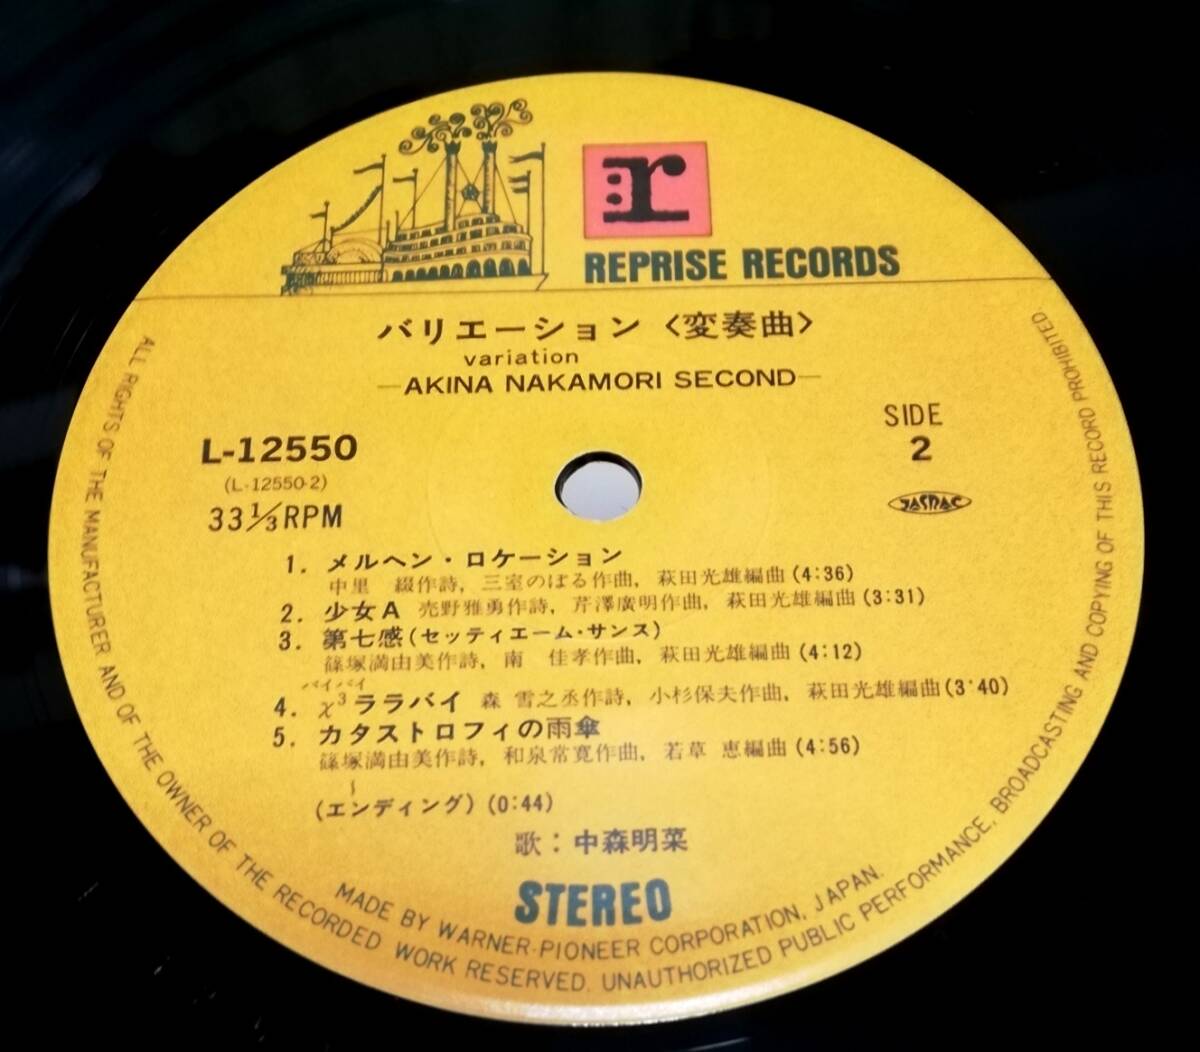 r
REPRISE RECORDS
バリエーション〈変奏曲〉
variation
—AKINA NAKAMORI SECOND—
L-12550
(L-12550-2)
33 1/3 RPM
SIDE
2
JASRAC
1. メルヘン・ロケーション
中里 綴作詩, 三室のぼる作曲, 萩田光雄編曲(4:36)
2. 少女A 売野雅勇作詩, 芹澤廣明作曲, 萩田光雄編曲(3:31)
3. 第七感(セッティエーム・サンス)
篠塚満由美作詩, 南 佳孝作曲, 萩田光雄編曲(4:12)
バイバイ
4. χ³ララバイ 森 雪之丞作詩, 小杉保夫作曲, 萩田光雄編曲(3:40)
5. カタストロフィの雨傘
篠塚満由美作詩, 和泉常寛作曲, 若草 恵編曲(4:56)
〜
(エンディング)(0:44)
歌：中森明菜
STEREO
MADE BY WARNER-PIONEER CORPORATION, JAPAN.
ALL RIGHTS OF THE MANUFACTURER AND OF THE OWNER OF THE RECORDED WORK RESERVED. UNAUTHORIZED PUBLIC PERFORMANCE, BROADCASTING AND COPYING OF THIS RECORD PROHIBITED.